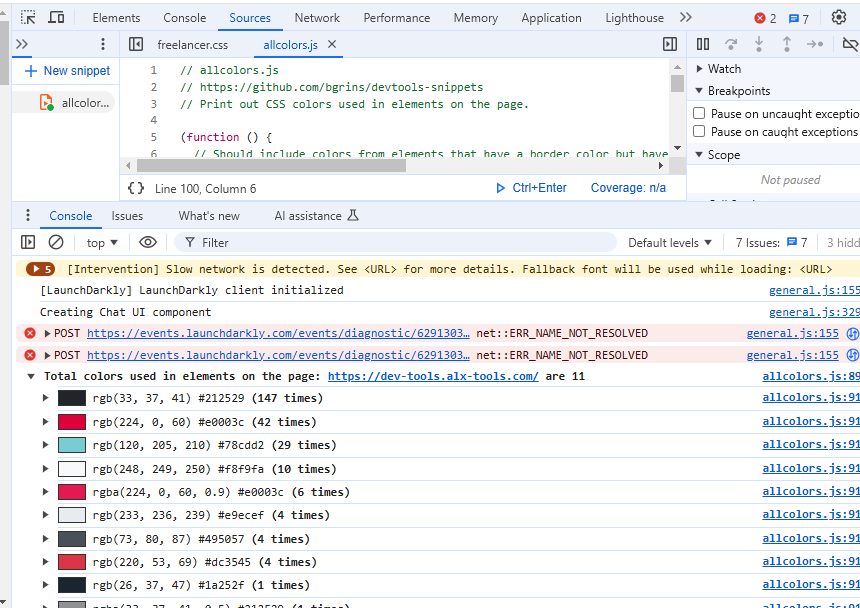 Elements Console Sources Network Performance Memory Application Lighthouse 2 7
freelancer.css allcolors.js
New snippet
allcolor...
1 // allcolors.js
2 // https://github.com/bgrins/devtools-snippets
3 // Print out CSS colors used in elements on the page.
4
5 (function () {
6 // Should include colors from elements that have a border color but have
{} Line 100, Column 6 Ctrl+Enter Coverage: n/a
Watch
Breakpoints
Pause on uncaught exceptio
Pause on caught exceptions
Scope
Not paused
Console Issues What's new AI assistance
top Filter Default levels 7 Issues: 7 3 hidd
5 [Intervention] Slow network is detected. See <URL> for more details. Fallback font will be used while loading: <URL>
[LaunchDarkly] LaunchDarkly client initialized general.js:155
Creating Chat UI component general.js:329
POST https://events.launchdarkly.com/events/diagnostic/6291303… net::ERR_NAME_NOT_RESOLVED general.js:155
POST https://events.launchdarkly.com/events/diagnostic/6291303… net::ERR_NAME_NOT_RESOLVED general.js:155
Total colors used in elements on the page: https://dev-tools.alx-tools.com/ are 11 allcolors.js:89
rgb(33, 37, 41) #212529 (147 times) allcolors.js:91
rgb(224, 0, 60) #e0003c (42 times) allcolors.js:91
rgb(120, 205, 210) #78cdd2 (29 times) allcolors.js:91
rgb(248, 249, 250) #f8f9fa (10 times) allcolors.js:91
rgba(224, 0, 60, 0.9) #e0003c (6 times) allcolors.js:91
rgb(233, 236, 239) #e9ecef (4 times) allcolors.js:91
rgb(73, 80, 87) #495057 (4 times) allcolors.js:91
rgb(220, 53, 69) #dc3545 (4 times) allcolors.js:91
rgb(26, 37, 47) #1a252f (1 times) allcolors.js:91
rgba(33, 37, 41, 0.5) #212529 (1 times) allcolors.js:91